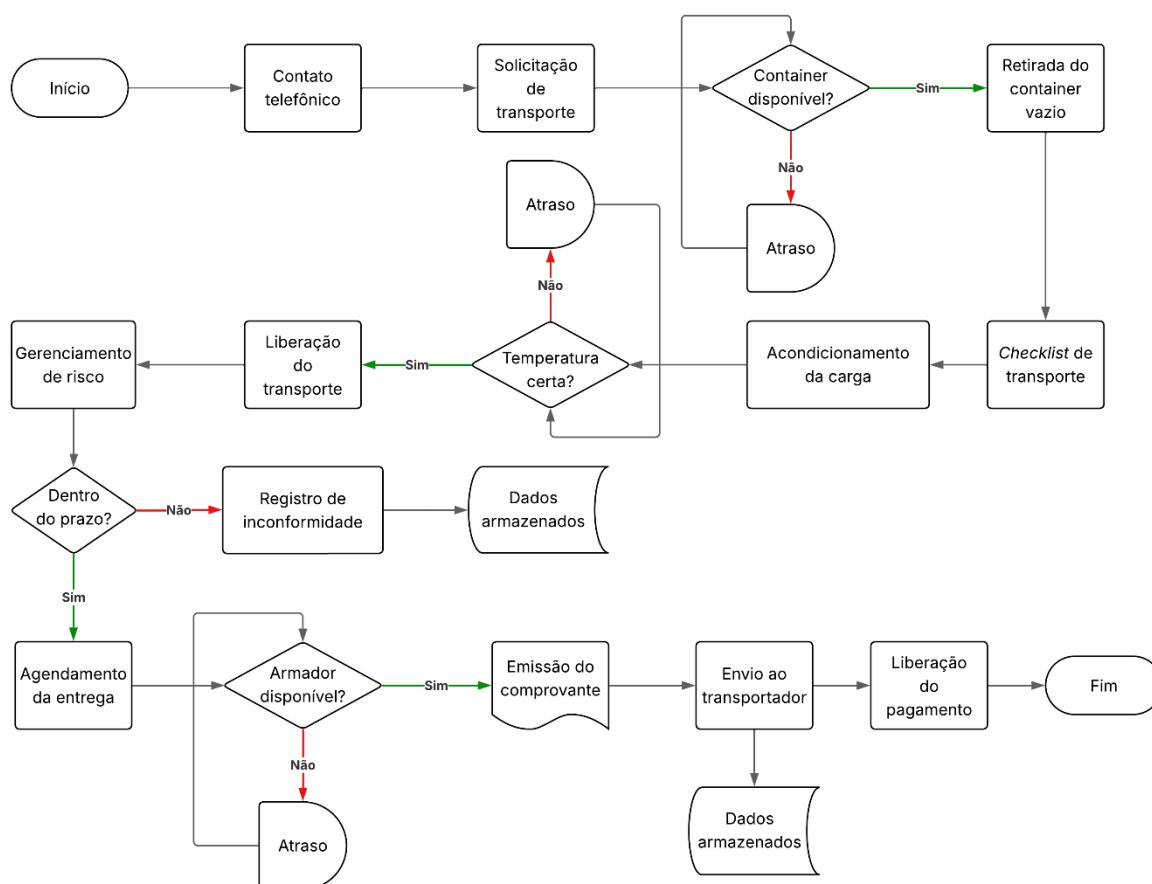 Início
Contato
telefônico
Solicitação
de
transporte
Container
disponível?
Sim
Retirada do
container
vazio
Não
Atraso
Atraso
Não
Gerenciamento
de risco
Liberação
do
transporte
Sim
Temperatura
certa?
Acondicionamento
da carga
Checklist de
transporte
Dentro
do prazo?
Não
Registro de
inconformidade
Dados
armazenados
Sim
Agendamento
da entrega
Armador
disponível?
Sim
Emissão do
comprovante
Envio ao
transportador
Liberação
do
pagamento
Fim
Não
Atraso
Dados
armazenados